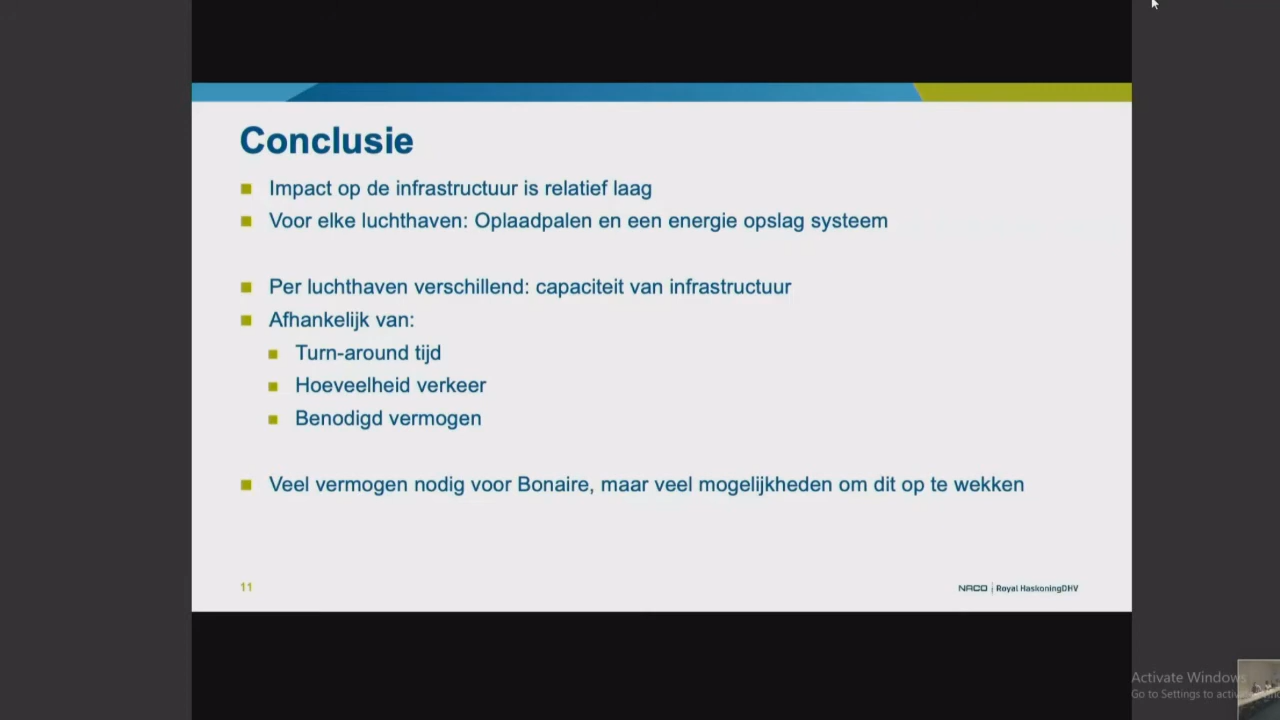 Conclusie
Impact op de infrastructuur is relatief laag
Voor elke luchthaven: Oplaadpalen en een energie opslag systeem
Per luchthaven verschillend: capaciteit van infrastructuur
Afhankelijk van:
Turn-around tijd
Hoeveelheid verkeer
Benodigd vermogen
Veel vermogen nodig voor Bonaire, maar veel mogelijkheden om dit op te wekken
11
NACO | Royal HaskoningDHV
Activate Windows
Go to Settings to